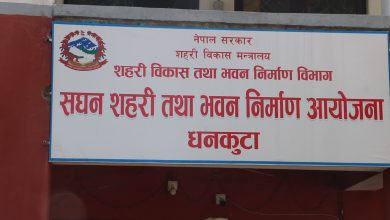 नेपाल सरकार
शहरी विकास मन्त्रालय
शहरी विकास तथा भवन निर्माण विभाग
सघन शहरी तथा भवन निर्माण आयोजना
धनकुटा